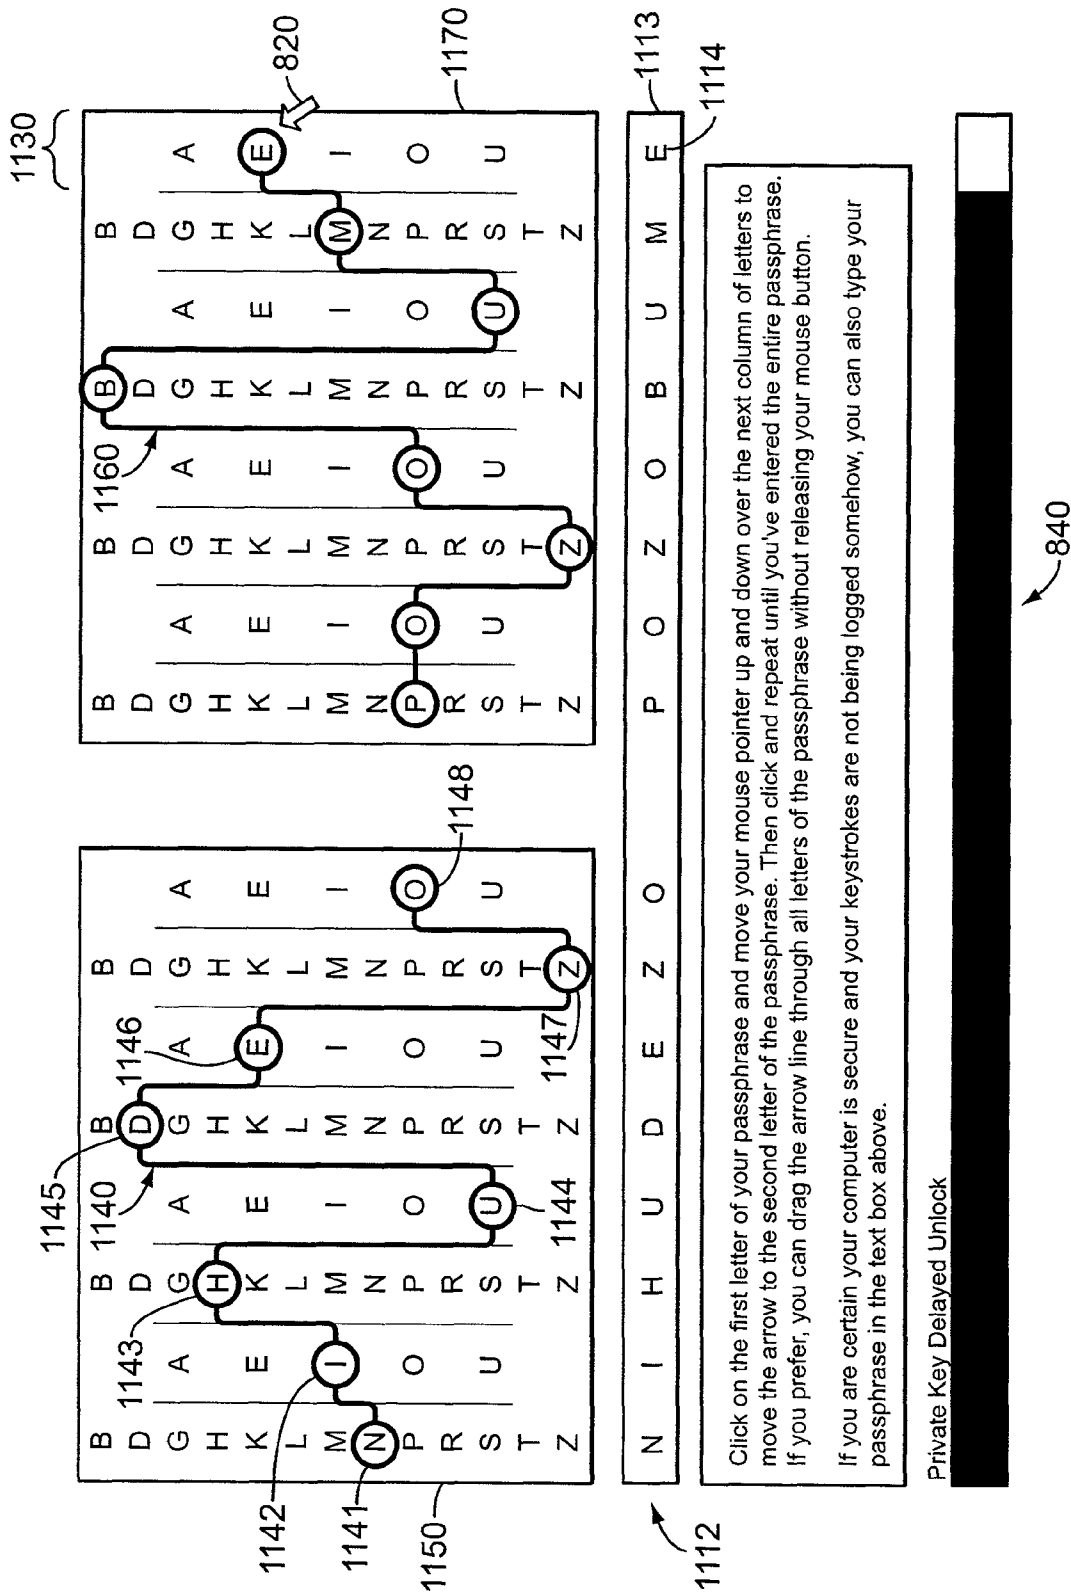 1130
1145
B B B B B B B B
1140 1160
D D D D D D D D
1143 1146
G A G A G A G A G A G A G A G A
H H H H H H H H
K E K E K E K E K E K E K E K E
1142 820
L L L L L L L L
M I M I M I M I M I M I M I M I
1141
N N N N N N N N
P O P O P O P O P O P O P O P O
1150 1148 1170
R R R R R R R R
S U S U S U S U S U S U S U S U
T T T T T T T T
1144 1147
Z Z Z Z Z Z Z Z
N I H U D E Z O P O Z O B U M E
1113
1112 1114
Click on the first letter of your passphrase and move your mouse pointer up and down over the next column of letters to
move the arrow to the second letter of the passphrase. Then click and repeat until you've entered the entire passphrase.
If you prefer, you can drag the arrow line through all letters of the passphrase without releasing your mouse button.
If you are certain your computer is secure and your keystrokes are not being logged somehow, you can also type your
passphrase in the text box above.
Private Key Delayed Unlock
840